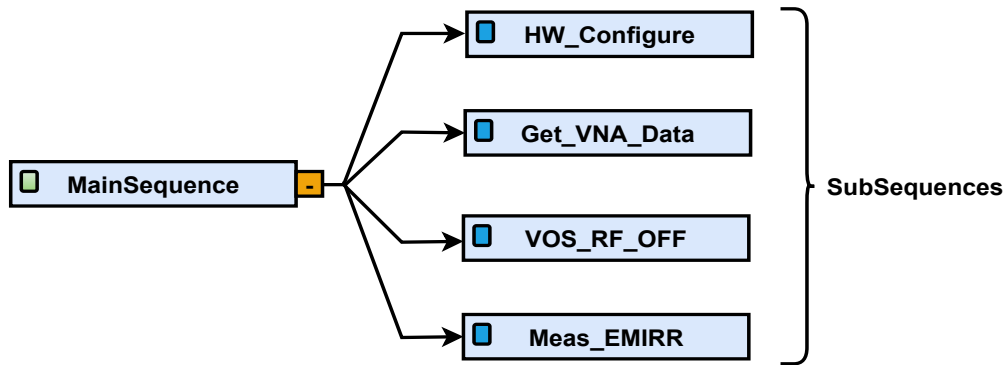 HW_Configure
Get_VNA_Data
MainSequence
-
SubSequences
VOS_RF_OFF
Meas_EMIRR